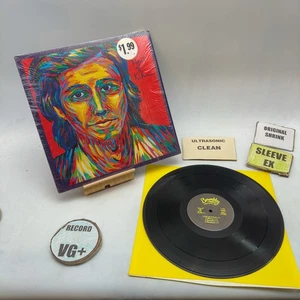 $1.99
ULTRASONIC
CLEAN
ORIGINAL
SHRINK
SLEEVE
EX
RECORD
VG+